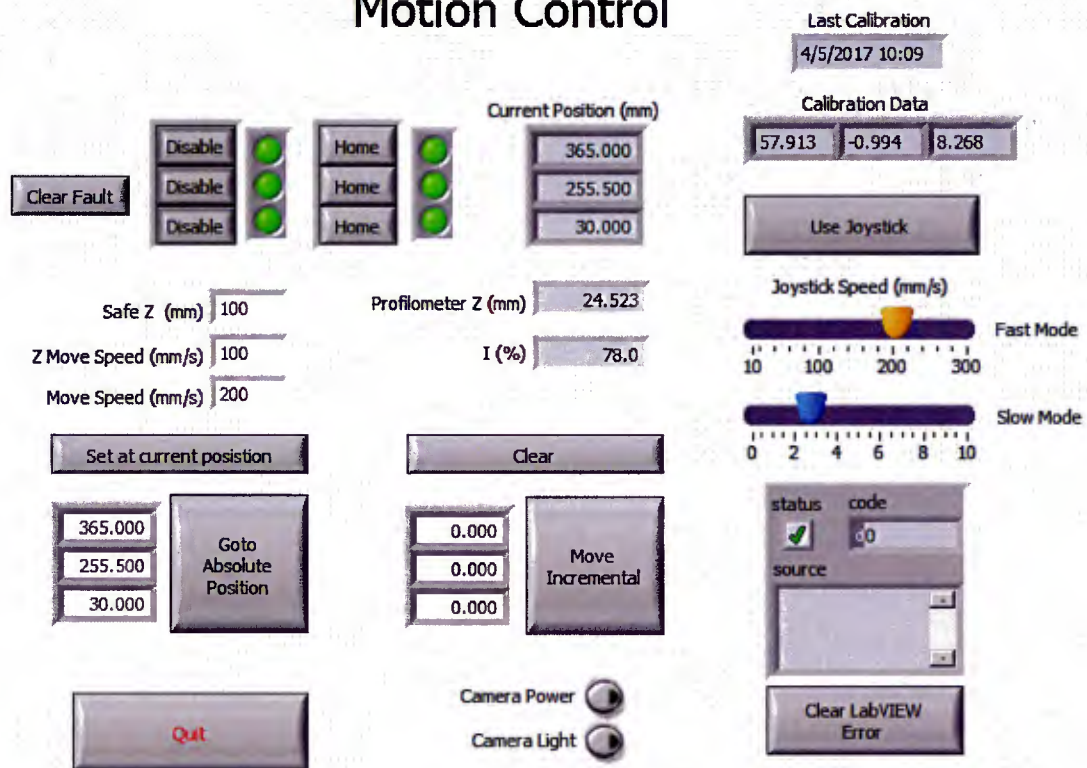 Motion Control
Last Calibration
4/5/2017 10:09
Calibration Data
57.913 -0.994 8.268
Current Position (mm)
Disable Home 365.000
Disable Home 255.500
Disable Home 30.000
Clear Fault
Use Joystick
Safe Z (mm) 100
Z Move Speed (mm/s) 100
Move Speed (mm/s) 200
Profilometer Z (mm) 24.523
I (%) 78.0
Joystick Speed (mm/s)
Fast Mode
10 100 200 300
Slow Mode
0 2 4 6 8 10
Set at current posistion
365.000
255.500
30.000
Goto
Absolute
Position
Clear
0.000
0.000
0.000
Move
Incremental
status code
d0
source
Clear LabVIEW
Error
Quit
Camera Power
Camera Light